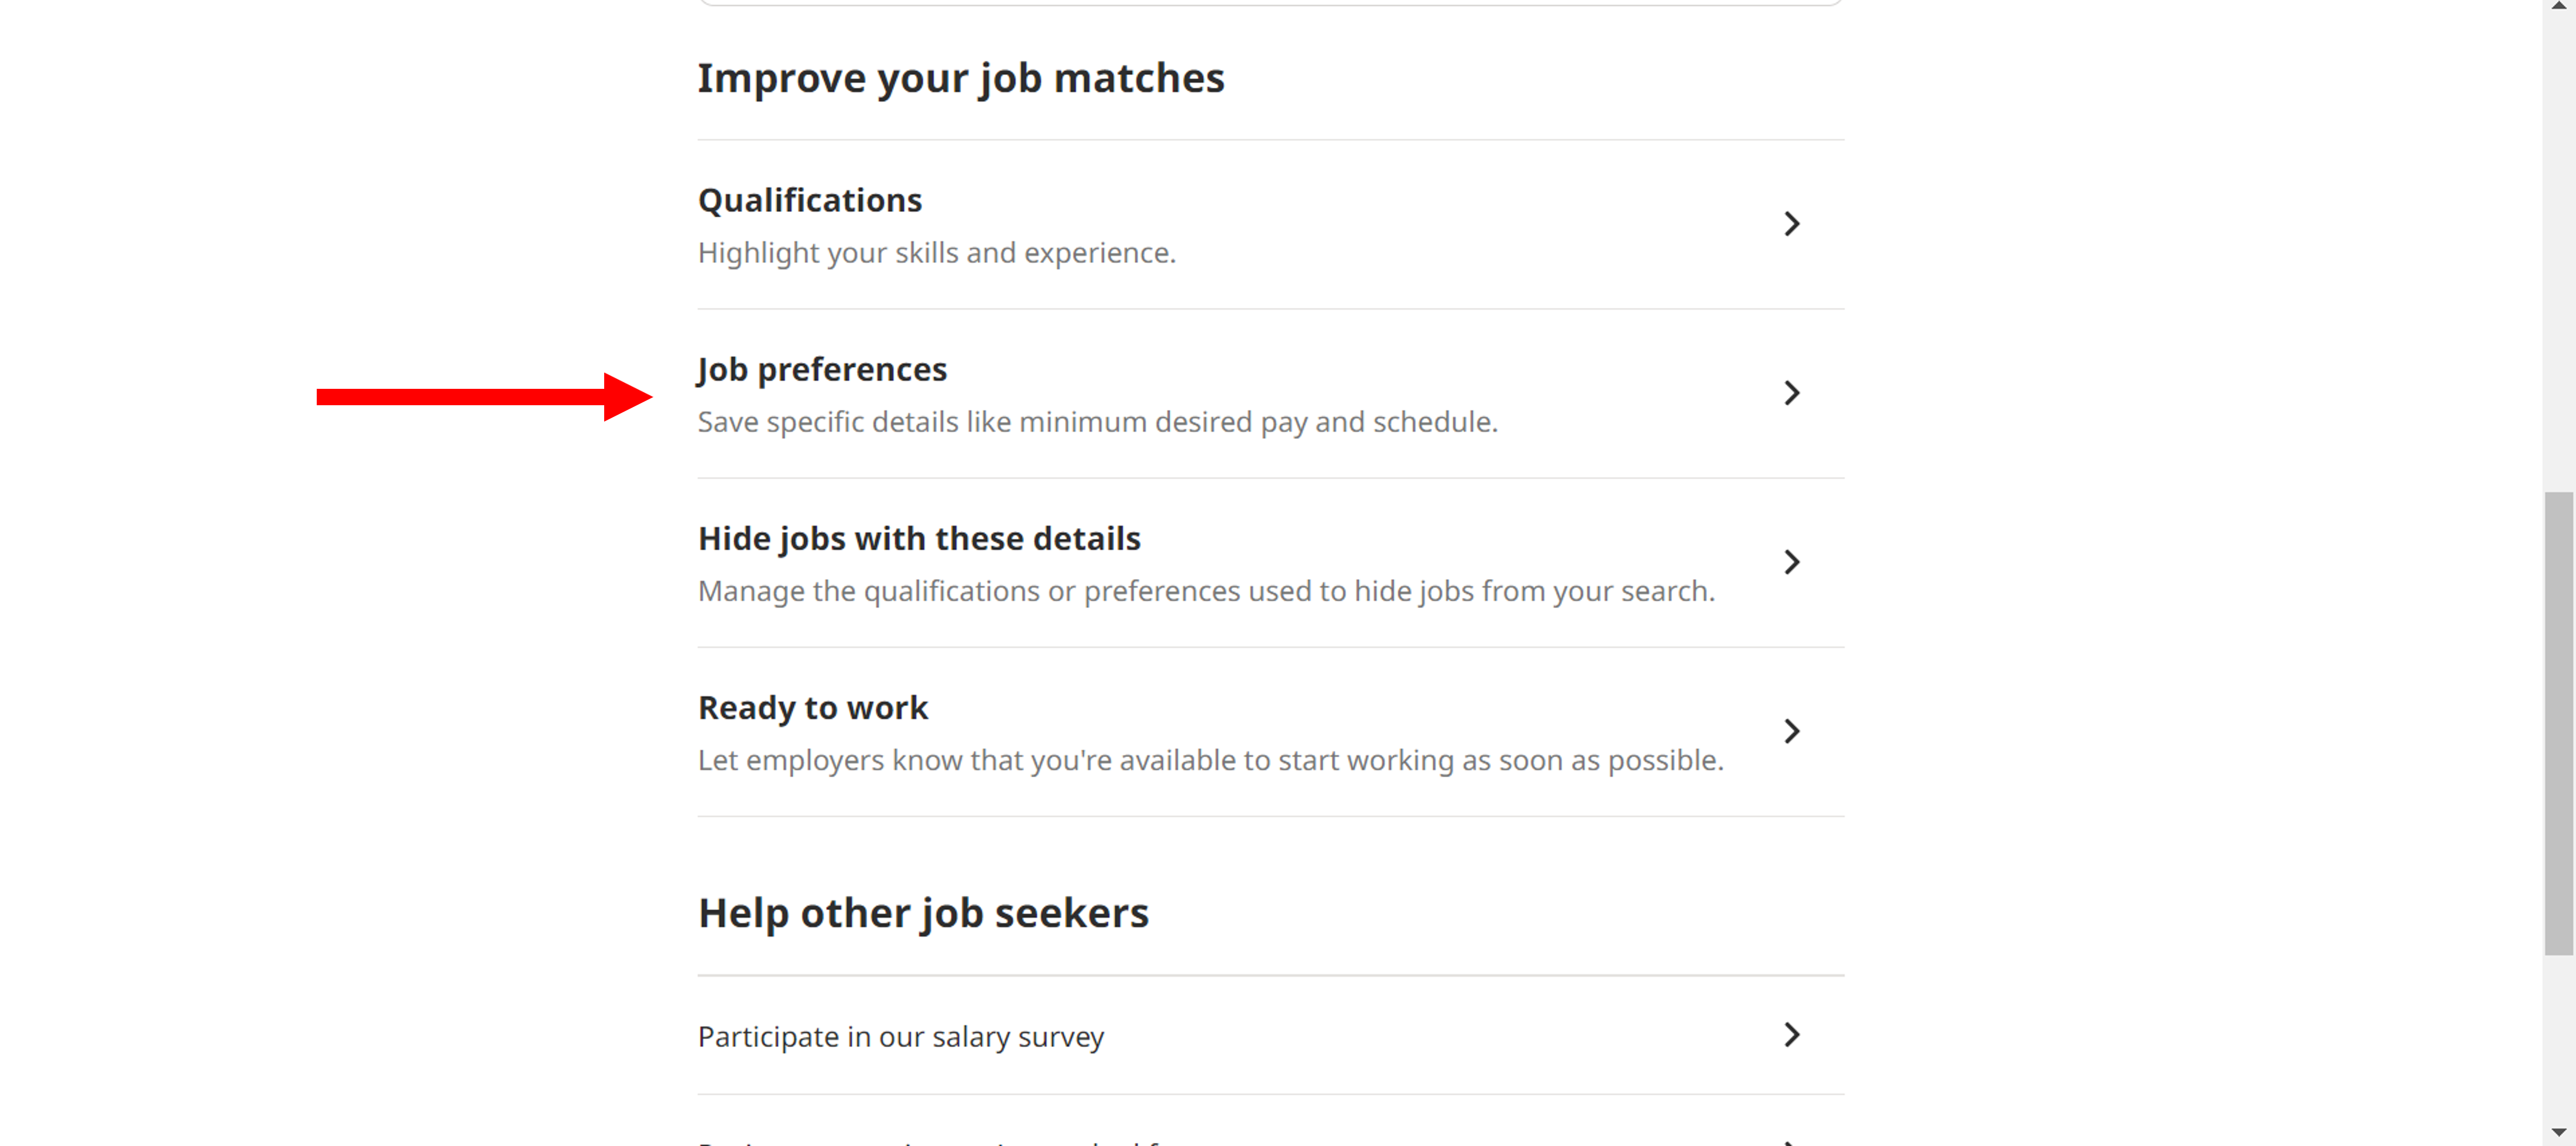 Improve your job matches
Qualifications
Highlight your skills and experience.
Job preferences
Save specific details like minimum desired pay and schedule.
Hide jobs with these details
Manage the qualifications or preferences used to hide jobs from your search.
Ready to work
Let employers know that you're available to start working as soon as possible.
Help other job seekers
Participate in our salary survey